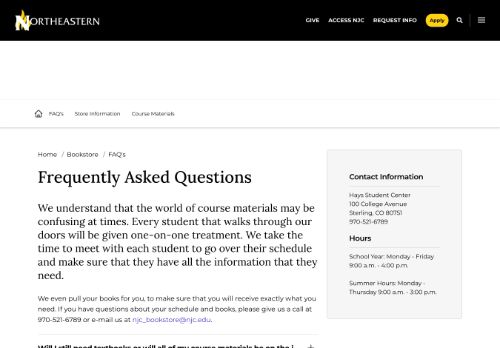 NORTHEASTERN
GIVE ACCESS NJC REQUEST INFO Apply
FAQ's Store Information Course Materials
Home / Bookstore / FAQ's
Frequently Asked Questions
We understand that the world of course materials may be
confusing at times. Every student that walks through our
doors will be given one-on-one treatment. We take the
time to meet with each student to go over their schedule
and make sure that they have all the information that they
need.
We even pull your books for you, to make sure that you will receive exactly what you
need. If you have questions about your schedule and books, please give us a call at
970-521-6789 or e-mail us at njc_bookstore@njc.edu.
Will I still need textbooks or will all of my course materials be on the i
Contact Information
Hays Student Center
100 College Avenue
Sterling, CO 80751
970-521-6789
Hours
School Year: Monday - Friday
9:00 a.m. - 4:00 p.m.
Summer Hours: Monday -
Thursday 9:00 a.m. - 3:00 p.m.